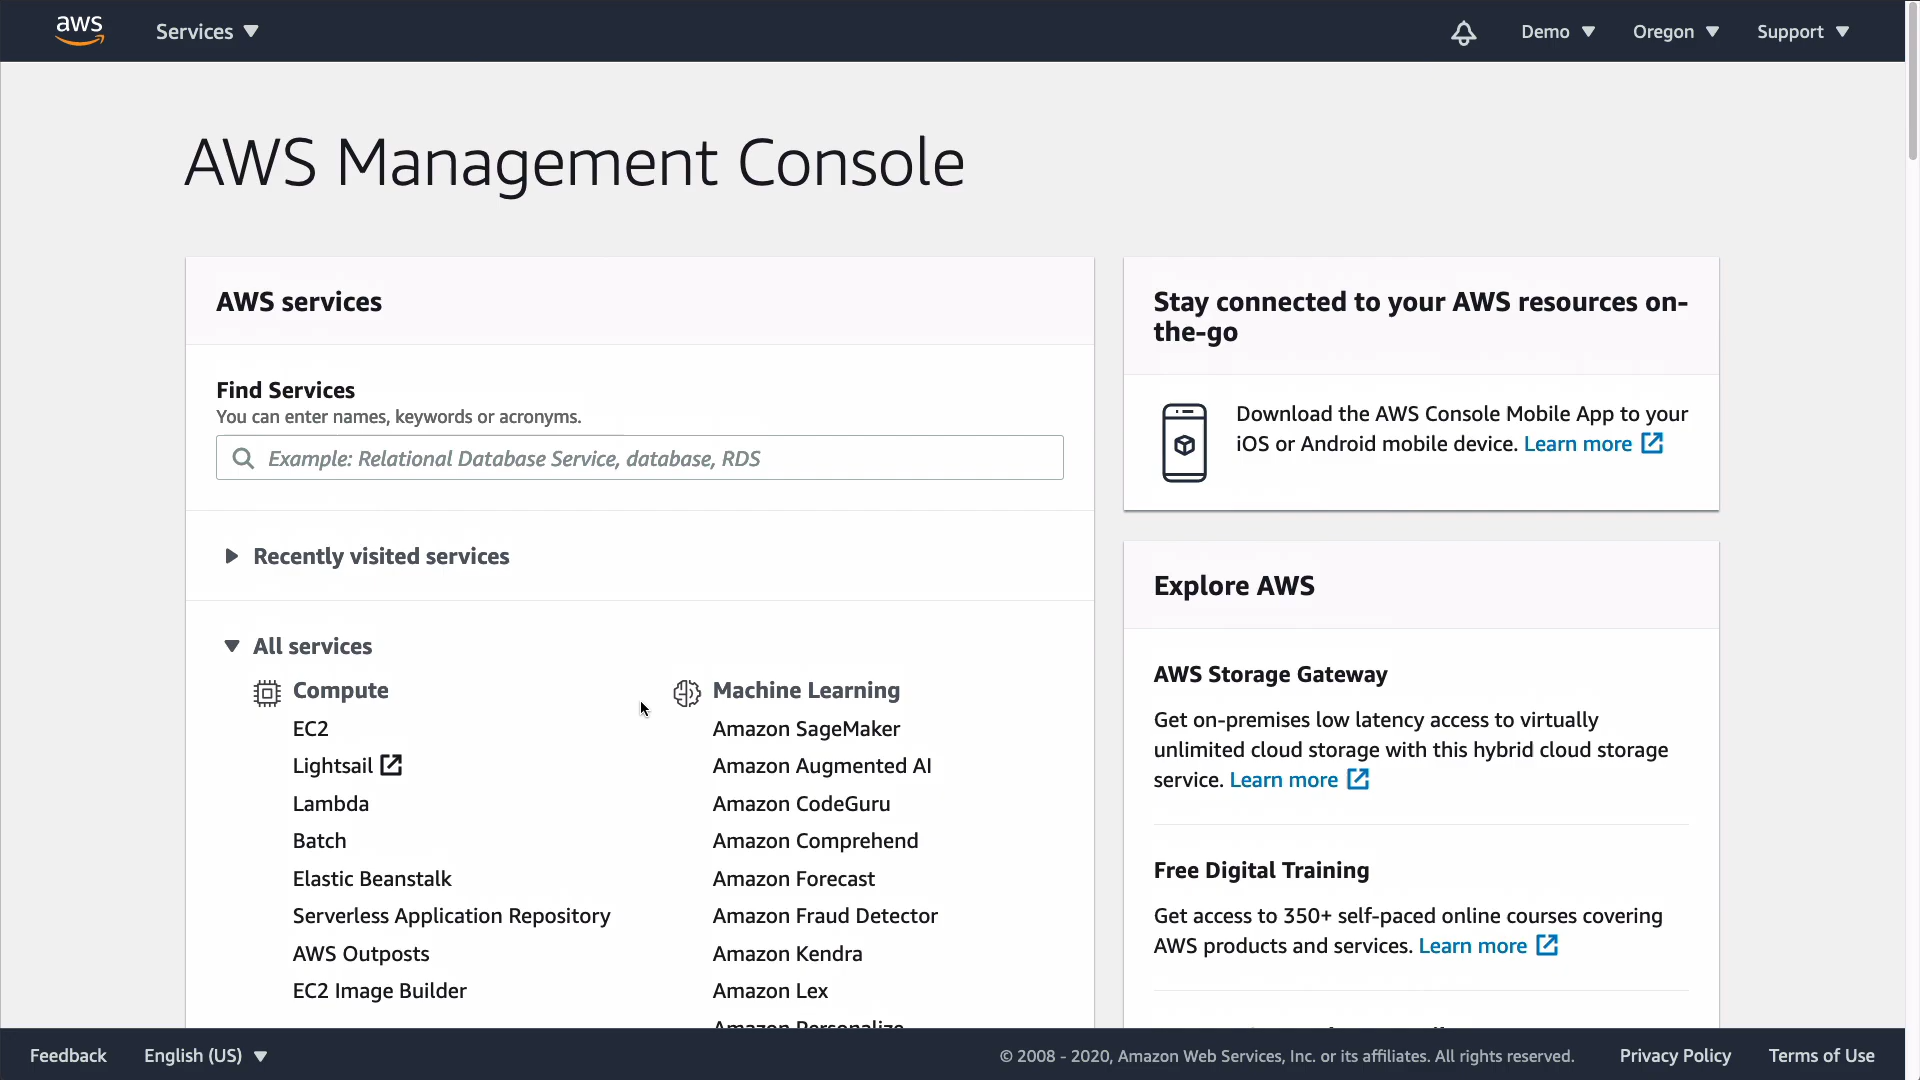 aws
Services
Demo
Oregon
Support
AWS Management Console
AWS services
Find Services
You can enter names, keywords or acronyms.
Example: Relational Database Service, database, RDS
Recently visited services
All services
Compute
EC2
Lightsail
Lambda
Batch
Elastic Beanstalk
Serverless Application Repository
AWS Outposts
EC2 Image Builder
Machine Learning
Amazon SageMaker
Amazon Augmented AI
Amazon CodeGuru
Amazon Comprehend
Amazon Forecast
Amazon Fraud Detector
Amazon Kendra
Amazon Lex
Amazon Personalize
Stay connected to your AWS resources on-
the-go
Download the AWS Console Mobile App to your
iOS or Android mobile device. Learn more
Explore AWS
AWS Storage Gateway
Get on-premises low latency access to virtually
unlimited cloud storage with this hybrid cloud storage
service. Learn more
Free Digital Training
Get access to 350+ self-paced online courses covering
AWS products and services. Learn more
Feedback
English (US)
© 2008 - 2020, Amazon Web Services, Inc. or its affiliates. All rights reserved.
Privacy Policy
Terms of Use